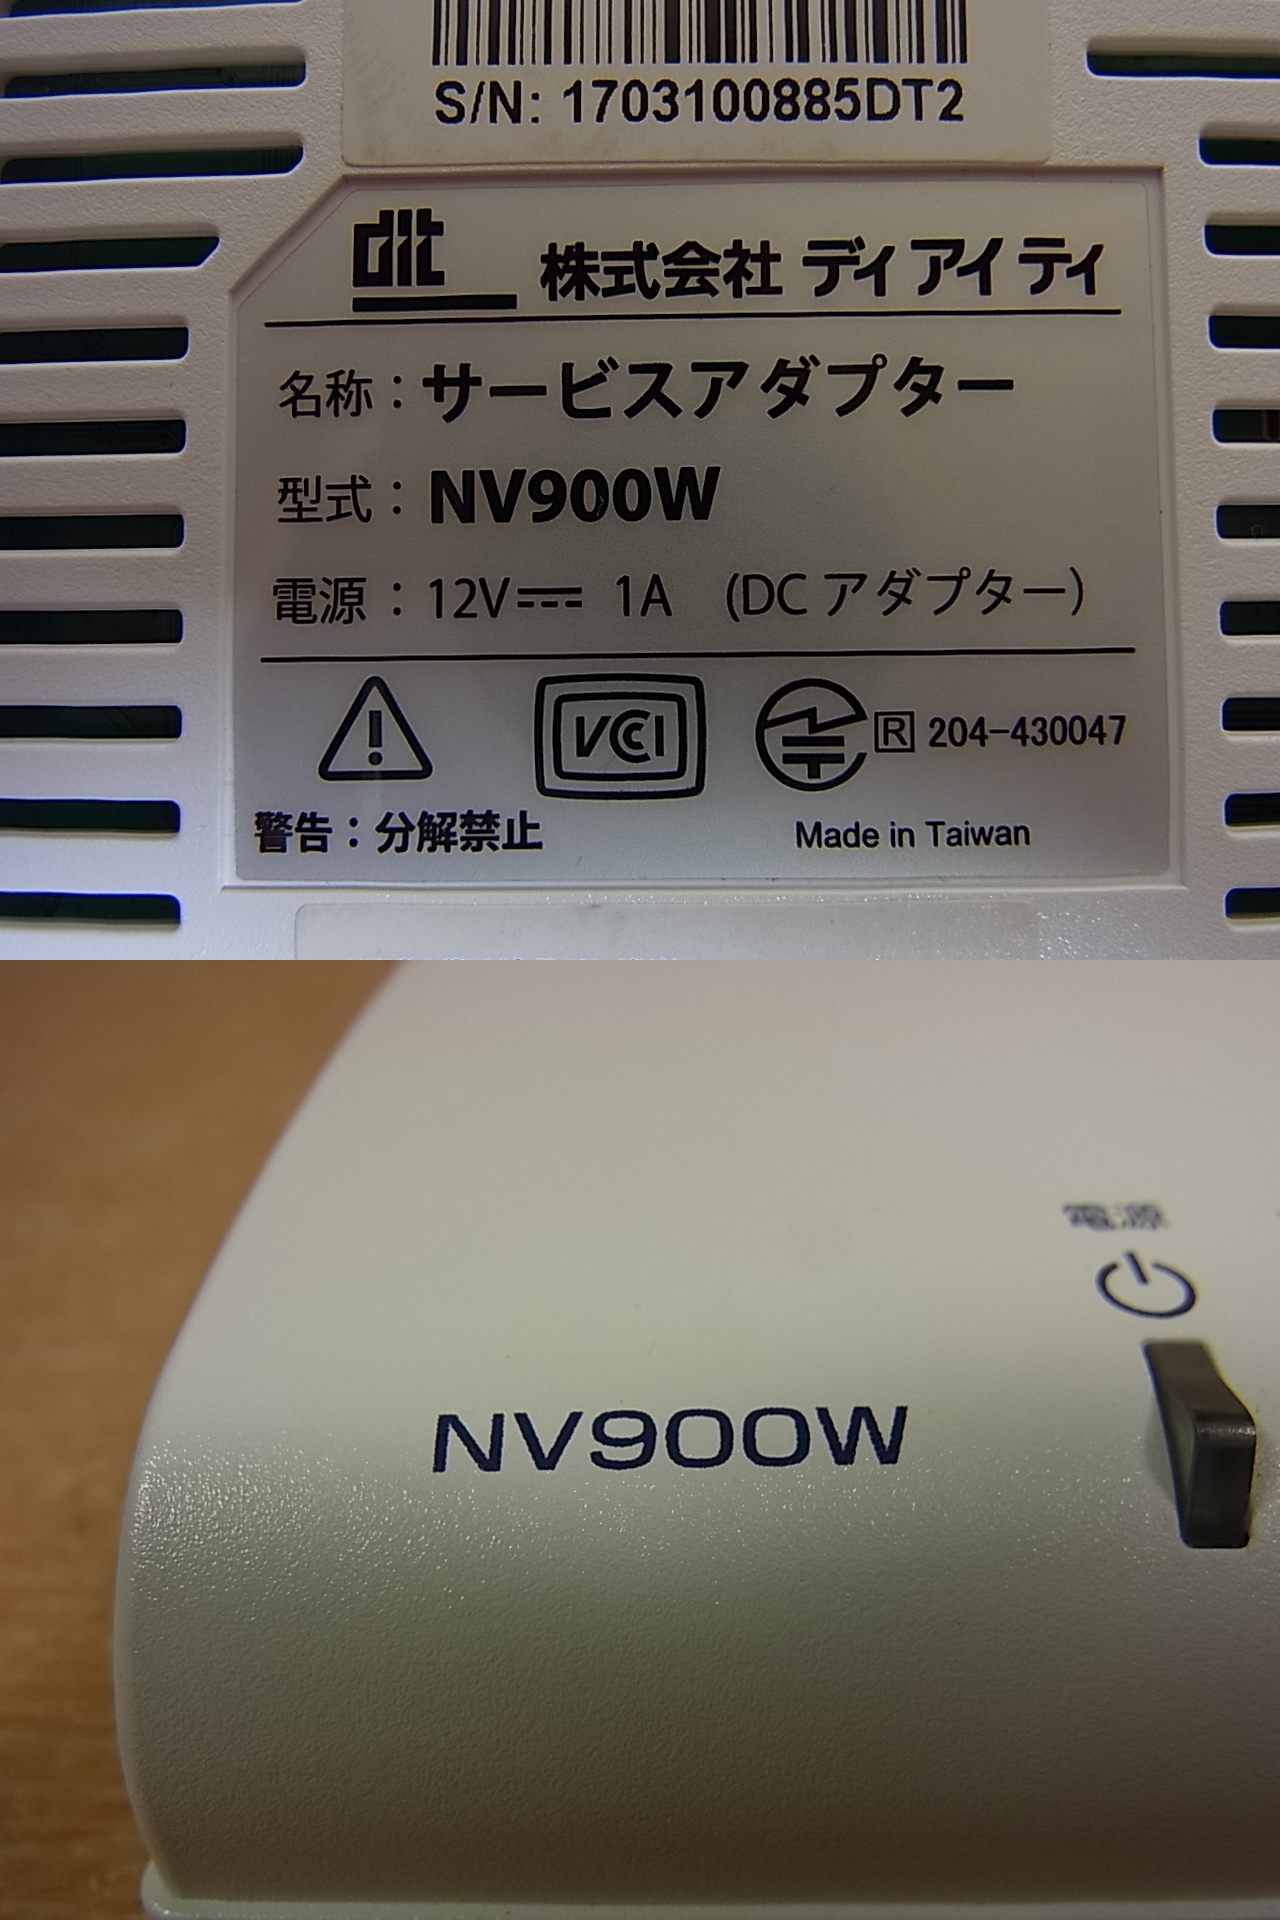 S/N: 1703100885DT2
dit 株式会社 ディアイティ
名称：サービスアダプター
型式：NV900W
電源：12V⎓ 1A (DCアダプター)
VCCI
R 204-430047
警告：分解禁止
Made in Taiwan
電源
NV900W